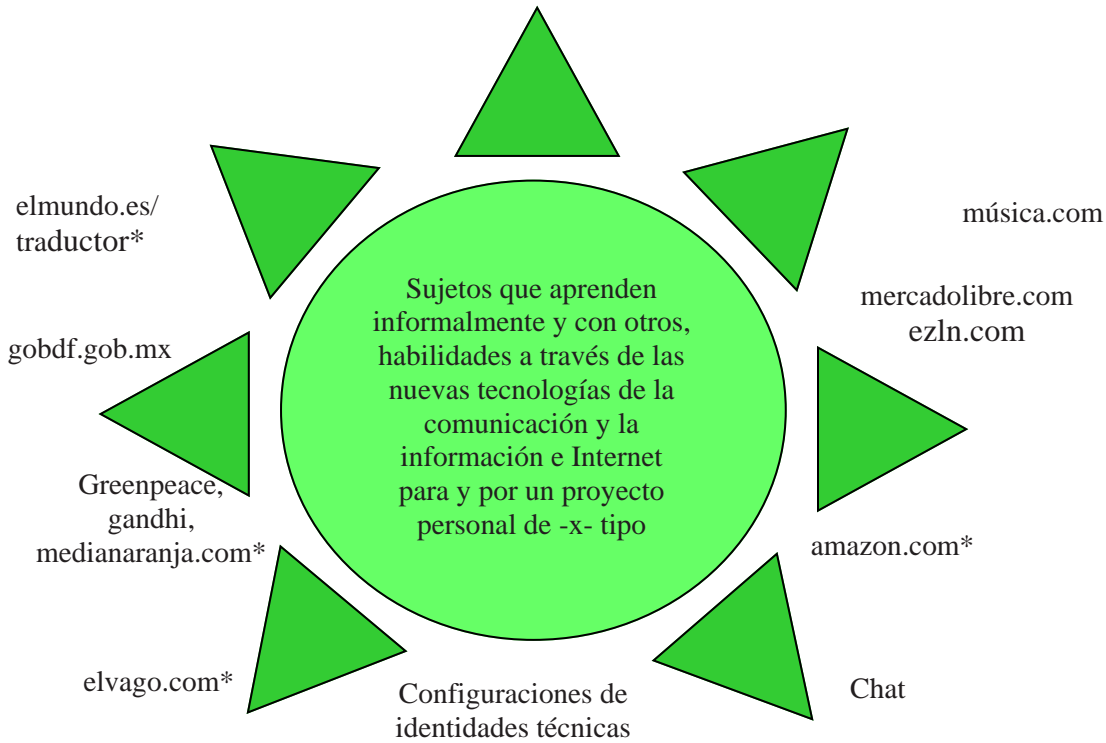 elmundo.es/
traductor*
música.com
mercadolibre.com
ezln.com
gobdf.gob.mx
Sujetos que aprenden
informalmente y con otros,
habilidades a través de las
nuevas tecnologías de la
comunicación y la
información e Internet
para y por un proyecto
personal de -x- tipo
Greenpeace,
gandhi,
medianaranja.com*
amazon.com*
elvago.com*
Configuraciones de
identidades técnicas
Chat